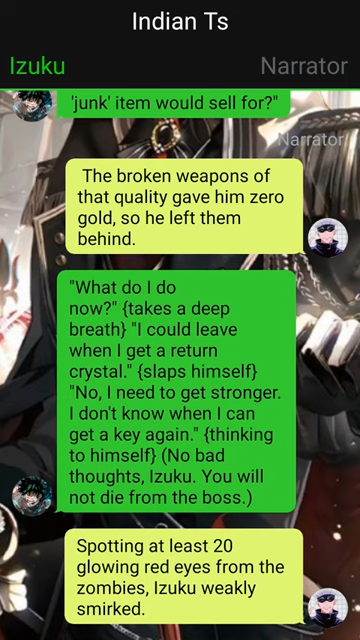 Indian Ts
Izuku
Narrator
'junk' item would sell for?"
Narrator
The broken weapons of
that quality gave him zero
gold, so he left them
behind.
"What do I do
now?" {takes a deep
breath} "I could leave
when I get a return
crystal." {slaps himself}
"No, I need to get stronger.
I don't know when I can
get a key again." {thinking
to himself} (No bad
thoughts, Izuku. You will
not die from the boss.)
Spotting at least 20
glowing red eyes from the
zombies, Izuku weakly
smirked.